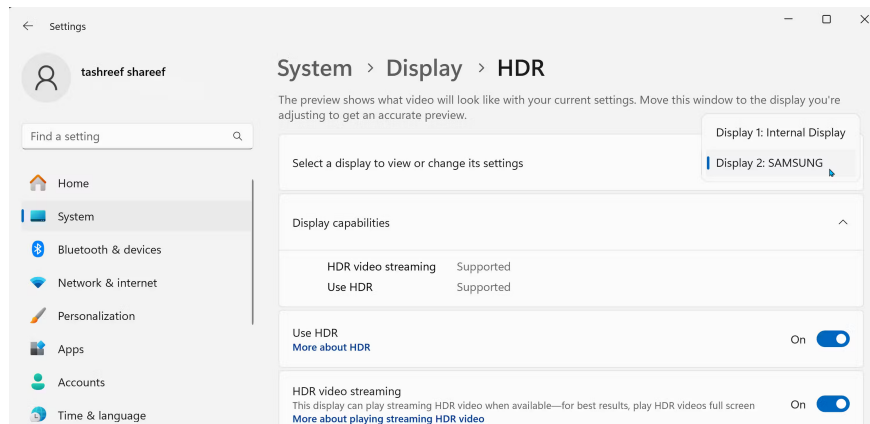 Settings
tashreef shareef
Find a setting
Home
System
Bluetooth & devices
Network & internet
Personalization
Apps
Accounts
Time & language
System > Display > HDR
The preview shows what video will look like with your current settings. Move this window to the display you're
adjusting to get an accurate preview.
Select a display to view or change its settings
Display 1: Internal Display
Display 2: SAMSUNG
Display capabilities
HDR video streaming Supported
Use HDR Supported
Use HDR
More about HDR
On
HDR video streaming
This display can play streaming HDR video when available—for best results, play HDR videos full screen
More about playing streaming HDR video
On